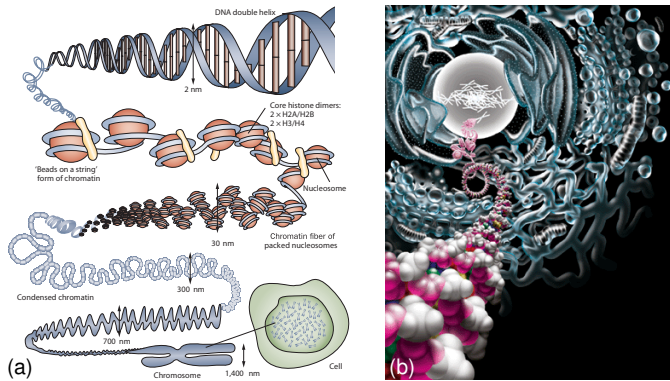 DNA double helix
2 nm
Core histone dimers:
2 × H2A/H2B
2 × H3/H4
'Beads on a string'
form of chromatin
Nucleosome
30 nm
Chromatin fiber of
packed nucleosomes
Condensed chromatin
300 nm
700 nm
Chromosome
1,400 nm
Cell
(a)
(b)